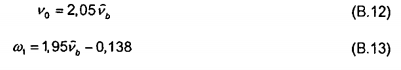 ν₀ = 2,05 ν̄_b (B.12)
ω₁ = 1,95 ν̄_b − 0,138 (B.13)